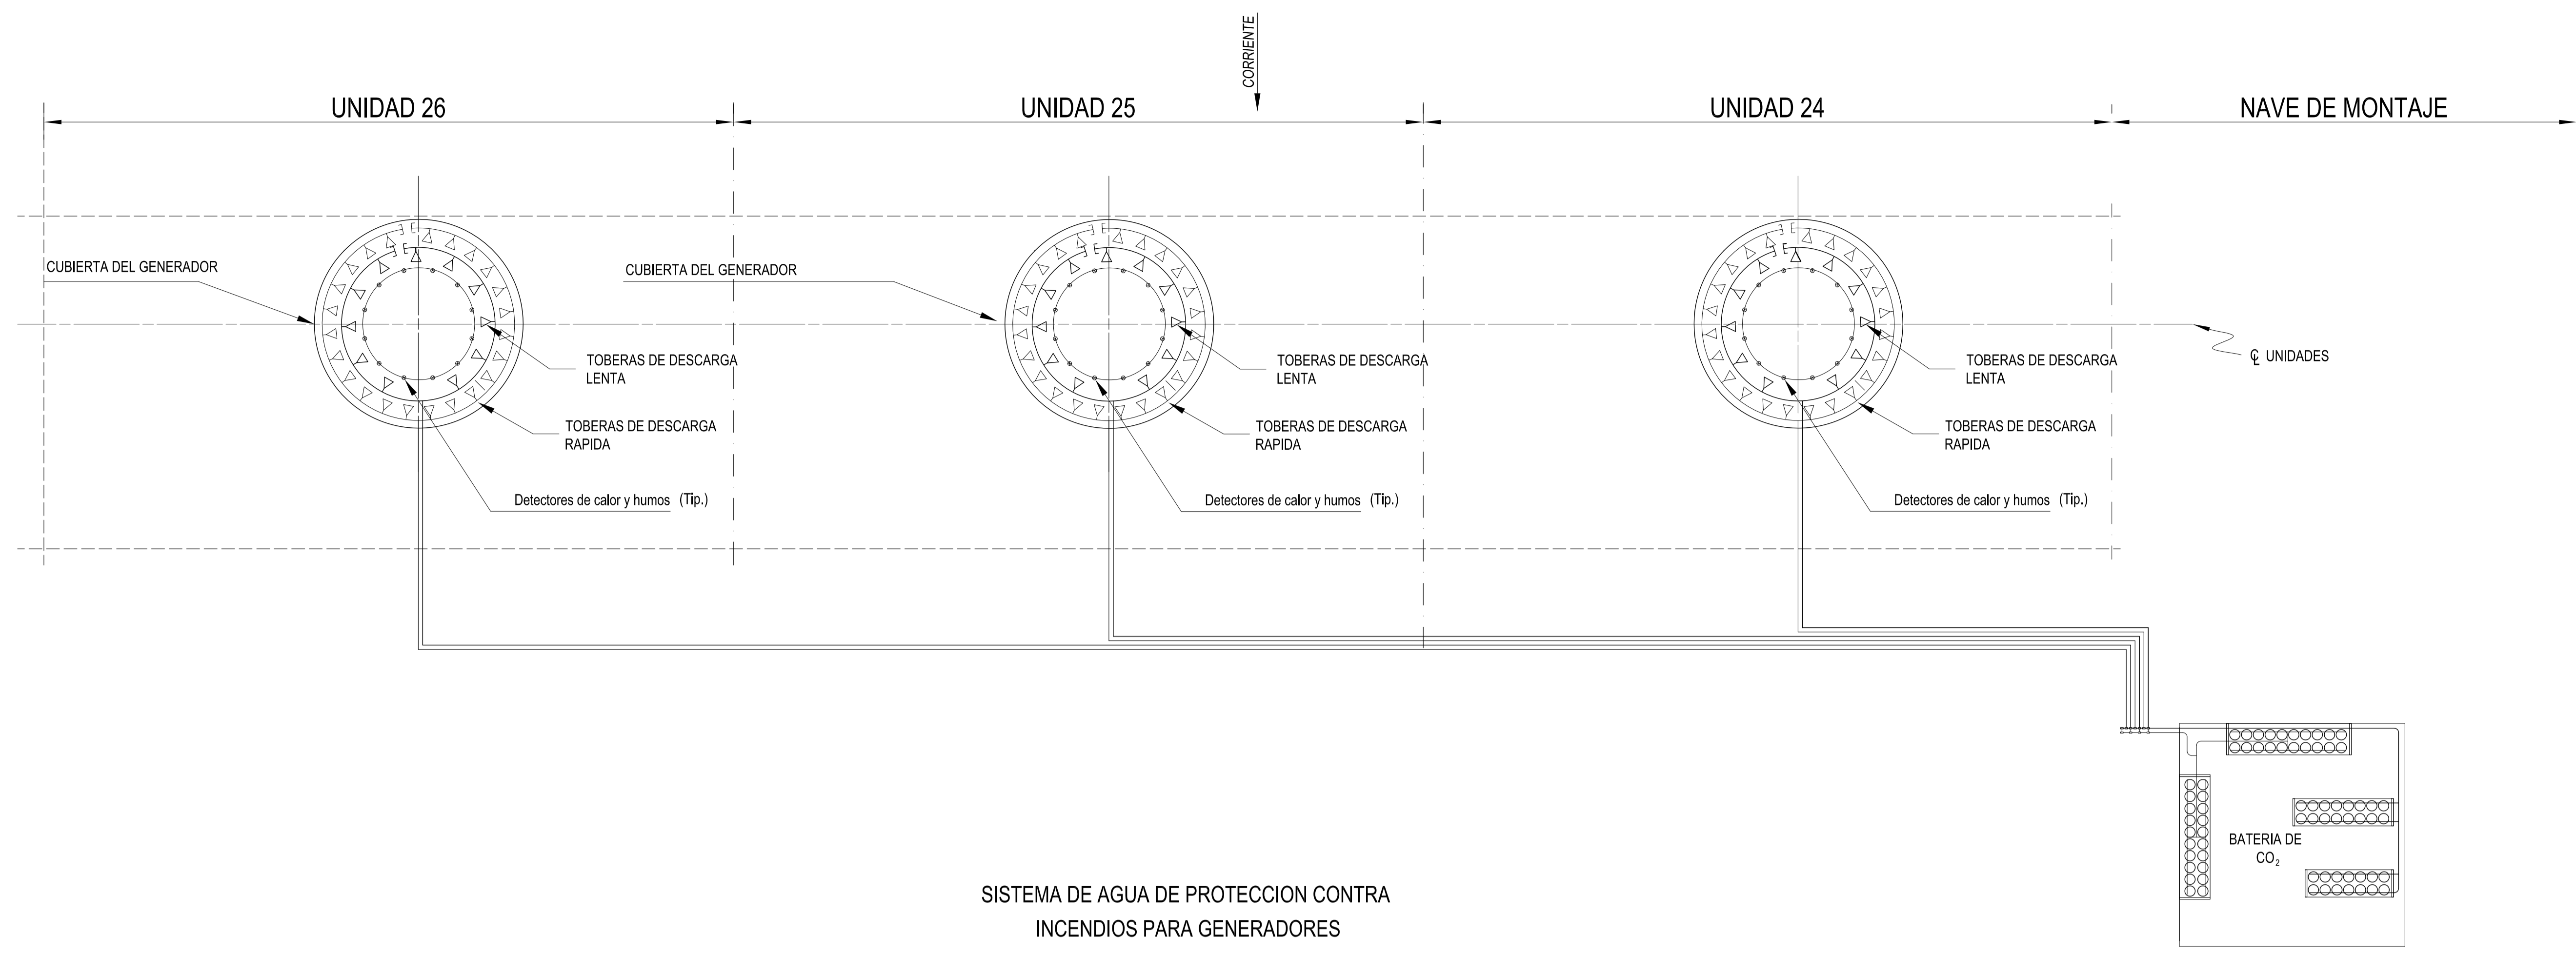 CORRIENTE
UNIDAD 26
UNIDAD 25
UNIDAD 24
NAVE DE MONTAJE
CUBIERTA DEL GENERADOR
CUBIERTA DEL GENERADOR
TOBERAS DE DESCARGA
LENTA
TOBERAS DE DESCARGA
LENTA
TOBERAS DE DESCARGA
LENTA
℄ UNIDADES
TOBERAS DE DESCARGA
RAPIDA
TOBERAS DE DESCARGA
RAPIDA
TOBERAS DE DESCARGA
RAPIDA
Detectores de calor y humos (Tip.)
Detectores de calor y humos (Tip.)
Detectores de calor y humos (Tip.)
BATERIA DE
CO₂
SISTEMA DE AGUA DE PROTECCION CONTRA
INCENDIOS PARA GENERADORES